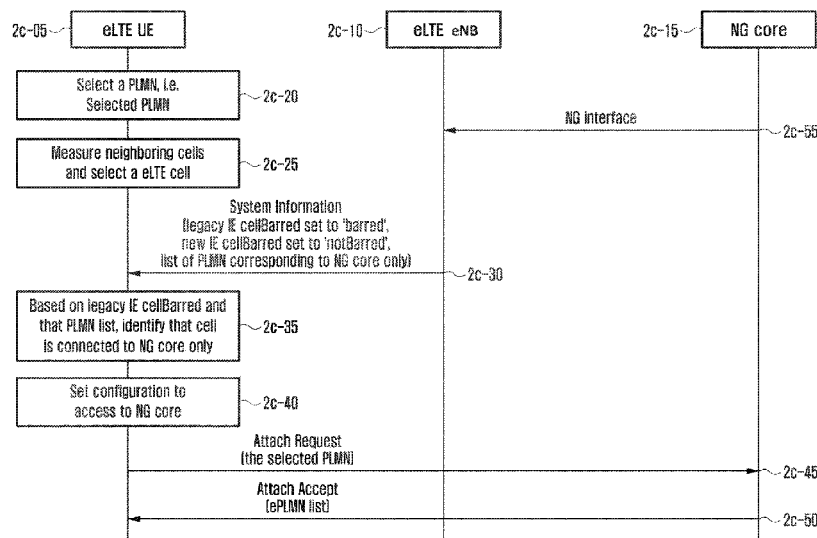 2c-05
eLTE UE
2c-10
eLTE eNB
2c-15
NG core
Select a PLMN, i.e.
Selected PLMN
2c-20
NG interface
2c-55
Measure neighboring cells
and select a eLTE cell
2c-25
System Information
(legacy IE cellBarred set to 'barred',
new IE cellBarred set to 'notBarred',
list of PLMN corresponding to NG core only)
2c-30
Based on legacy IE cellBarred and
that PLMN list, identify that cell
is connected to NG core only
2c-35
Set configuration to
access to NG core
2c-40
Attach Request
(the selected PLMN)
2c-45
Attach Accept
(ePLMN list)
2c-50